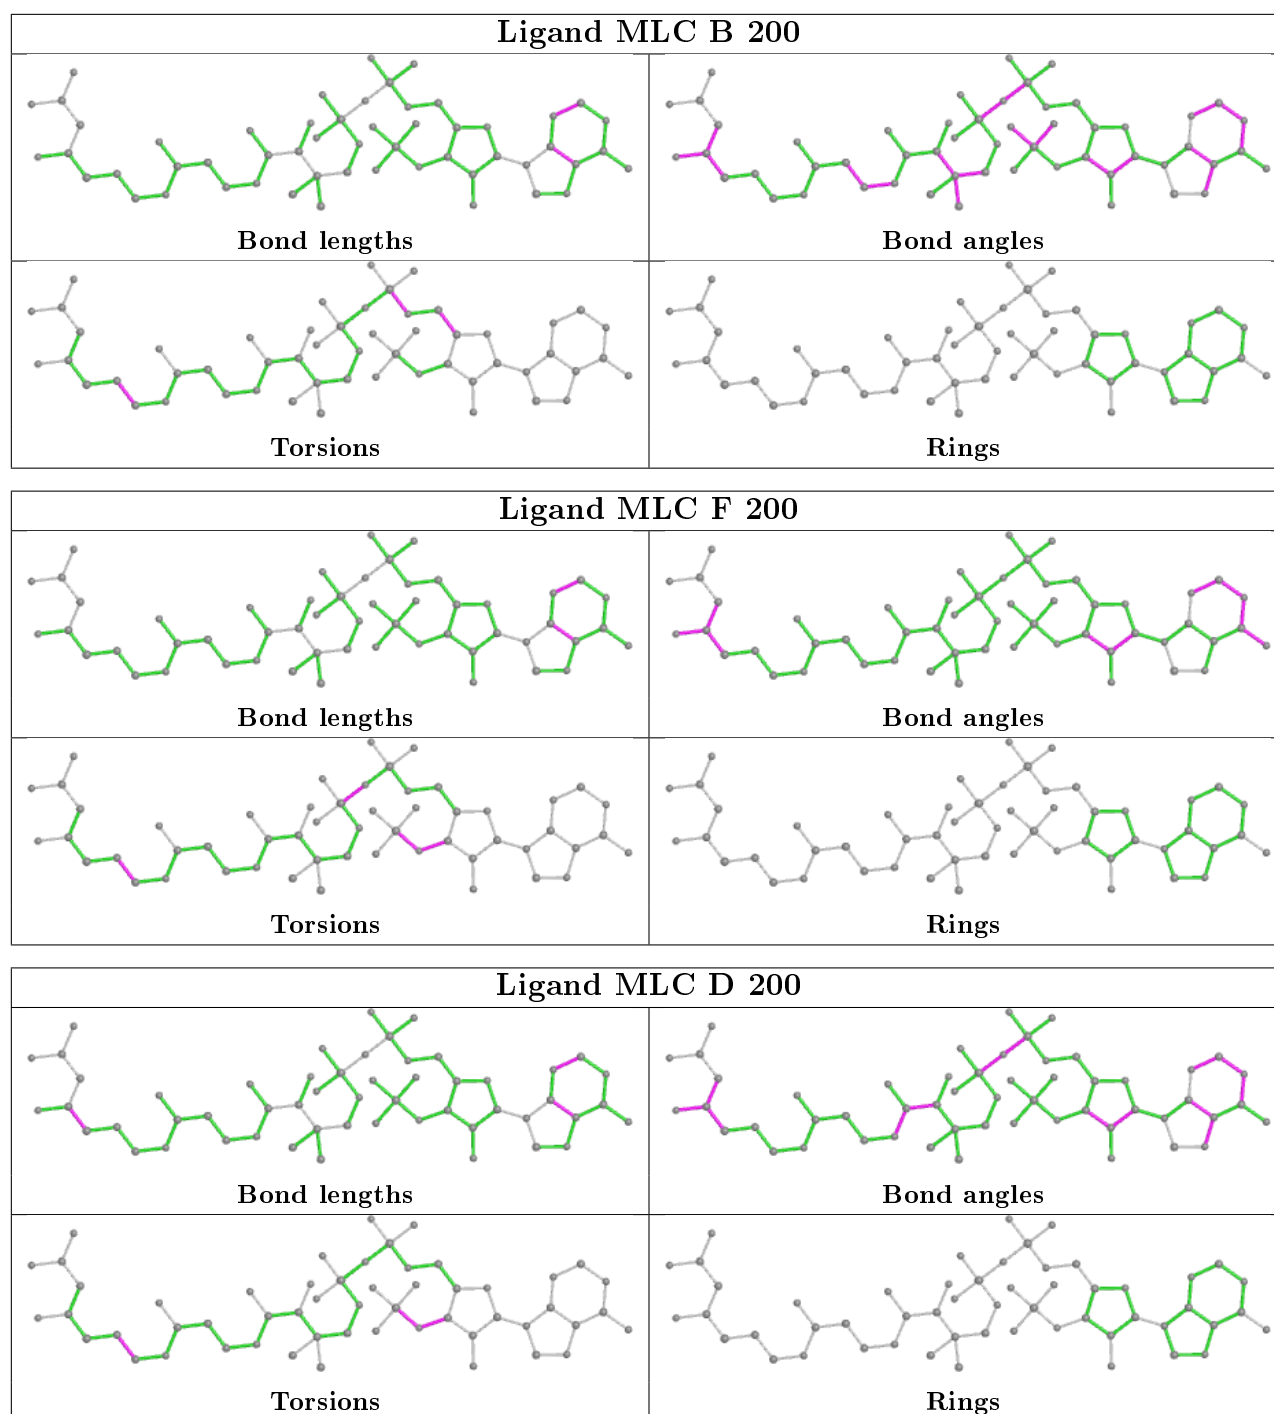 Ligand MLC B 200
Bond lengths
Bond angles
Torsions
Rings
Ligand MLC F 200
Bond lengths
Bond angles
Torsions
Rings
Ligand MLC D 200
Bond lengths
Bond angles
Torsions
Rings